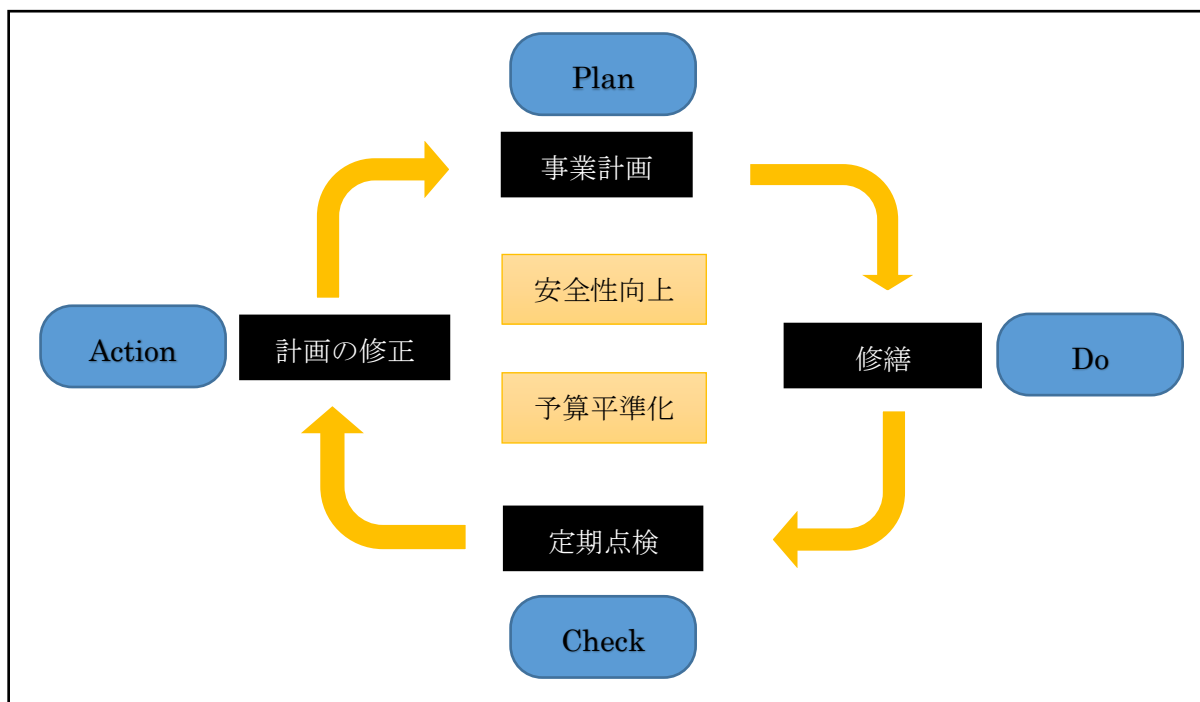 Plan
事業計画
安全性向上
Action
計画の修正
修繕
Do
予算平準化
定期点検
Check